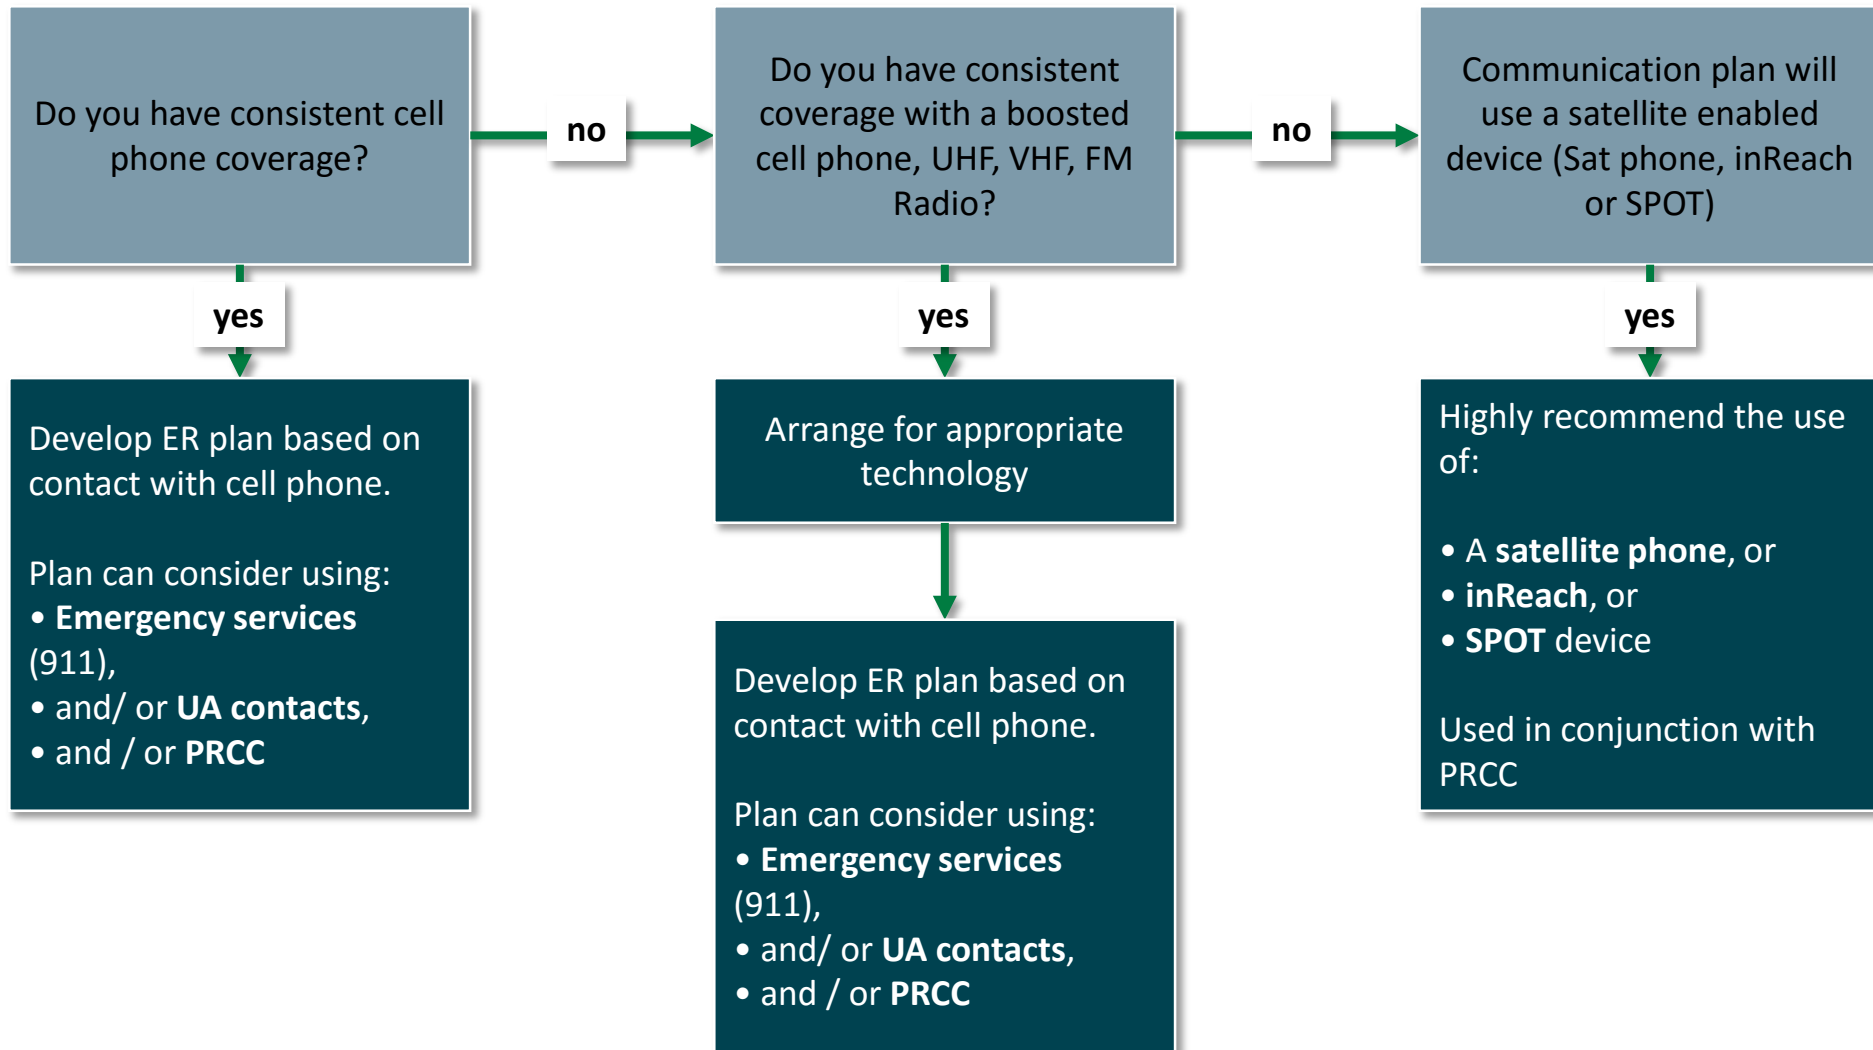 Do you have consistent cell
phone coverage?
no
Do you have consistent
coverage with a boosted
cell phone, UHF, VHF, FM
Radio?
no
Communication plan will
use a satellite enabled
device (Sat phone, inReach
or SPOT)
yes
yes
yes
Develop ER plan based on
contact with cell phone.
Plan can consider using:
• Emergency services
(911),
• and/ or UA contacts,
• and / or PRCC
Arrange for appropriate
technology
Develop ER plan based on
contact with cell phone.
Plan can consider using:
• Emergency services
(911),
• and/ or UA contacts,
• and / or PRCC
Highly recommend the use
of:
• A satellite phone, or
• inReach, or
• SPOT device
Used in conjunction with
PRCC